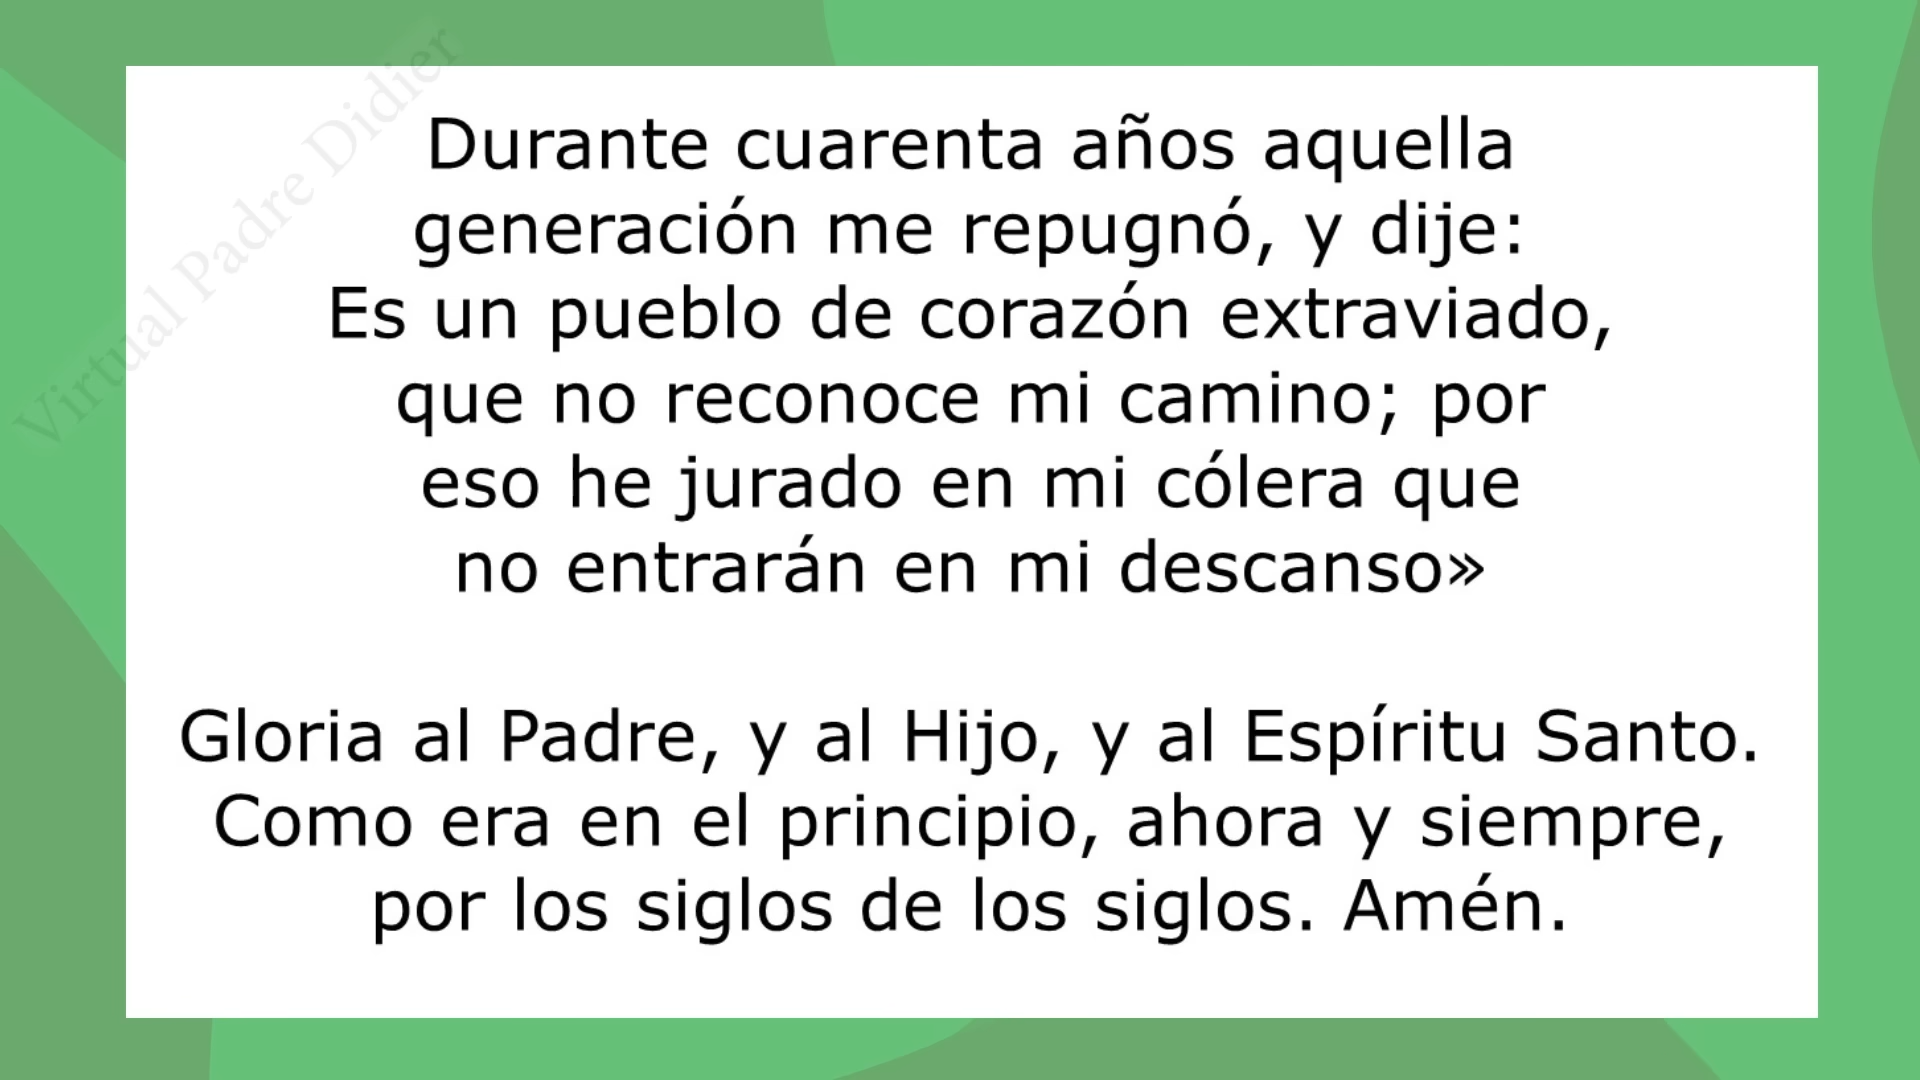 Virtual Padre Didier
Durante cuarenta años aquella
generación me repugnó, y dije:
Es un pueblo de corazón extraviado,
que no reconoce mi camino; por
eso he jurado en mi cólera que
no entrarán en mi descanso»
Gloria al Padre, y al Hijo, y al Espíritu Santo.
Como era en el principio, ahora y siempre,
por los siglos de los siglos. Amén.